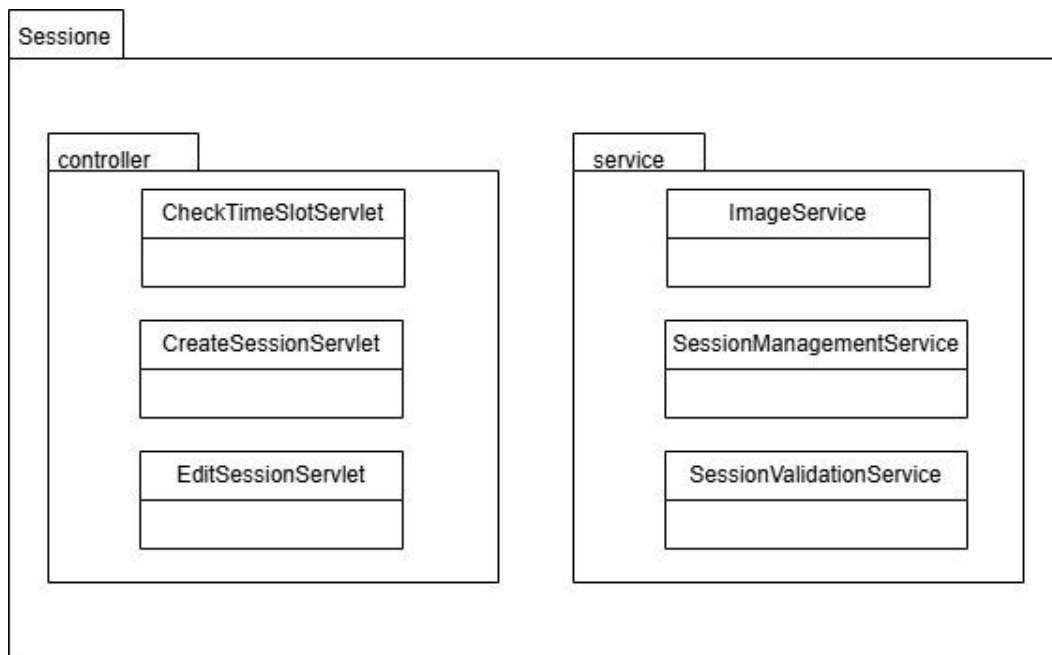 Sessione
controller
service
CheckTimeSlotServlet
ImageService
CreateSessionServlet
SessionManagementService
EditSessionServlet
SessionValidationService